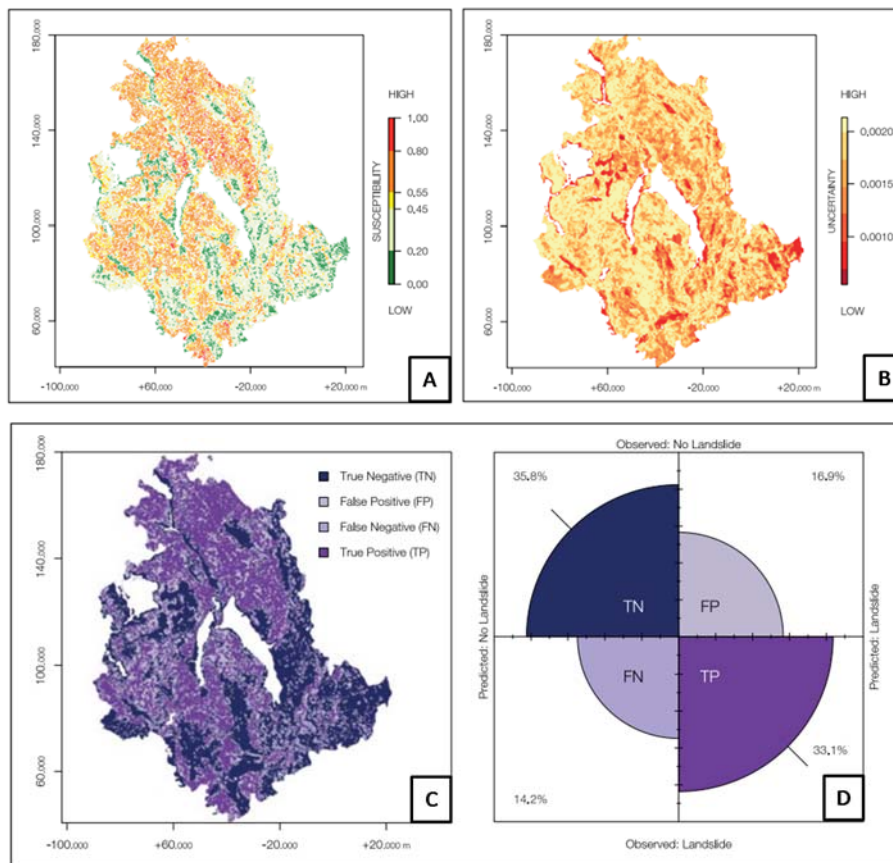 180,000
140,000
100,000
60,000
-100,000
+60,000
-20,000
+20,000 m
HIGH
1,00
0,80
0,55
0,45
0,20
0,00
LOW
SUSCEPTIBILITY
A
180,000
140,000
100,000
60,000
-100,000
+60,000
-20,000
+20,000 m
HIGH
0,0020
0.0015
0.0010
LOW
UNCERTAINTY
B
180,000
140,000
100,000
60,000
-100,000
+60,000
-20,000
+20,000 m
True Negative (TN)
False Positive (FP)
False Negative (FN)
True Positive (TP)
C
Observed: No Landslide
35.8%
16.9%
Predicted: No Landslide
Predicted: Landslide
TN
FP
FN
TP
33.1%
14.2%
D
Observed: Landslide